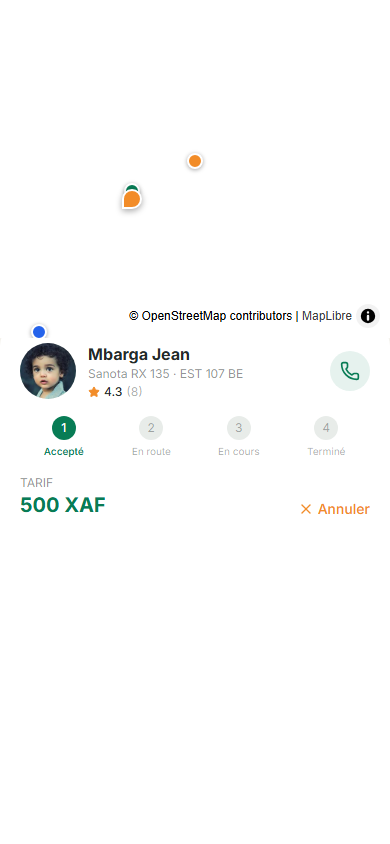 © OpenStreetMap contributors | MapLibre
Mbarga Jean
Sanota RX 135 · EST 107 BE
4.3 (8)
1 2 3 4
Accepté En route En cours Terminé
TARIF
500 XAF
Annuler